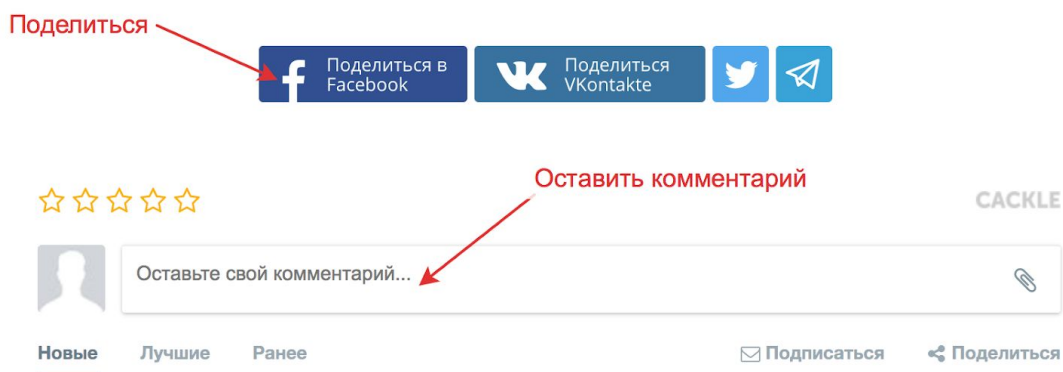 Поделиться
Поделиться в
Facebook
Поделиться
VKontakte
Оставить комментарий
CACKLE
Оставьте свой комментарий...
Новые Лучшие Ранее Подписаться Поделиться